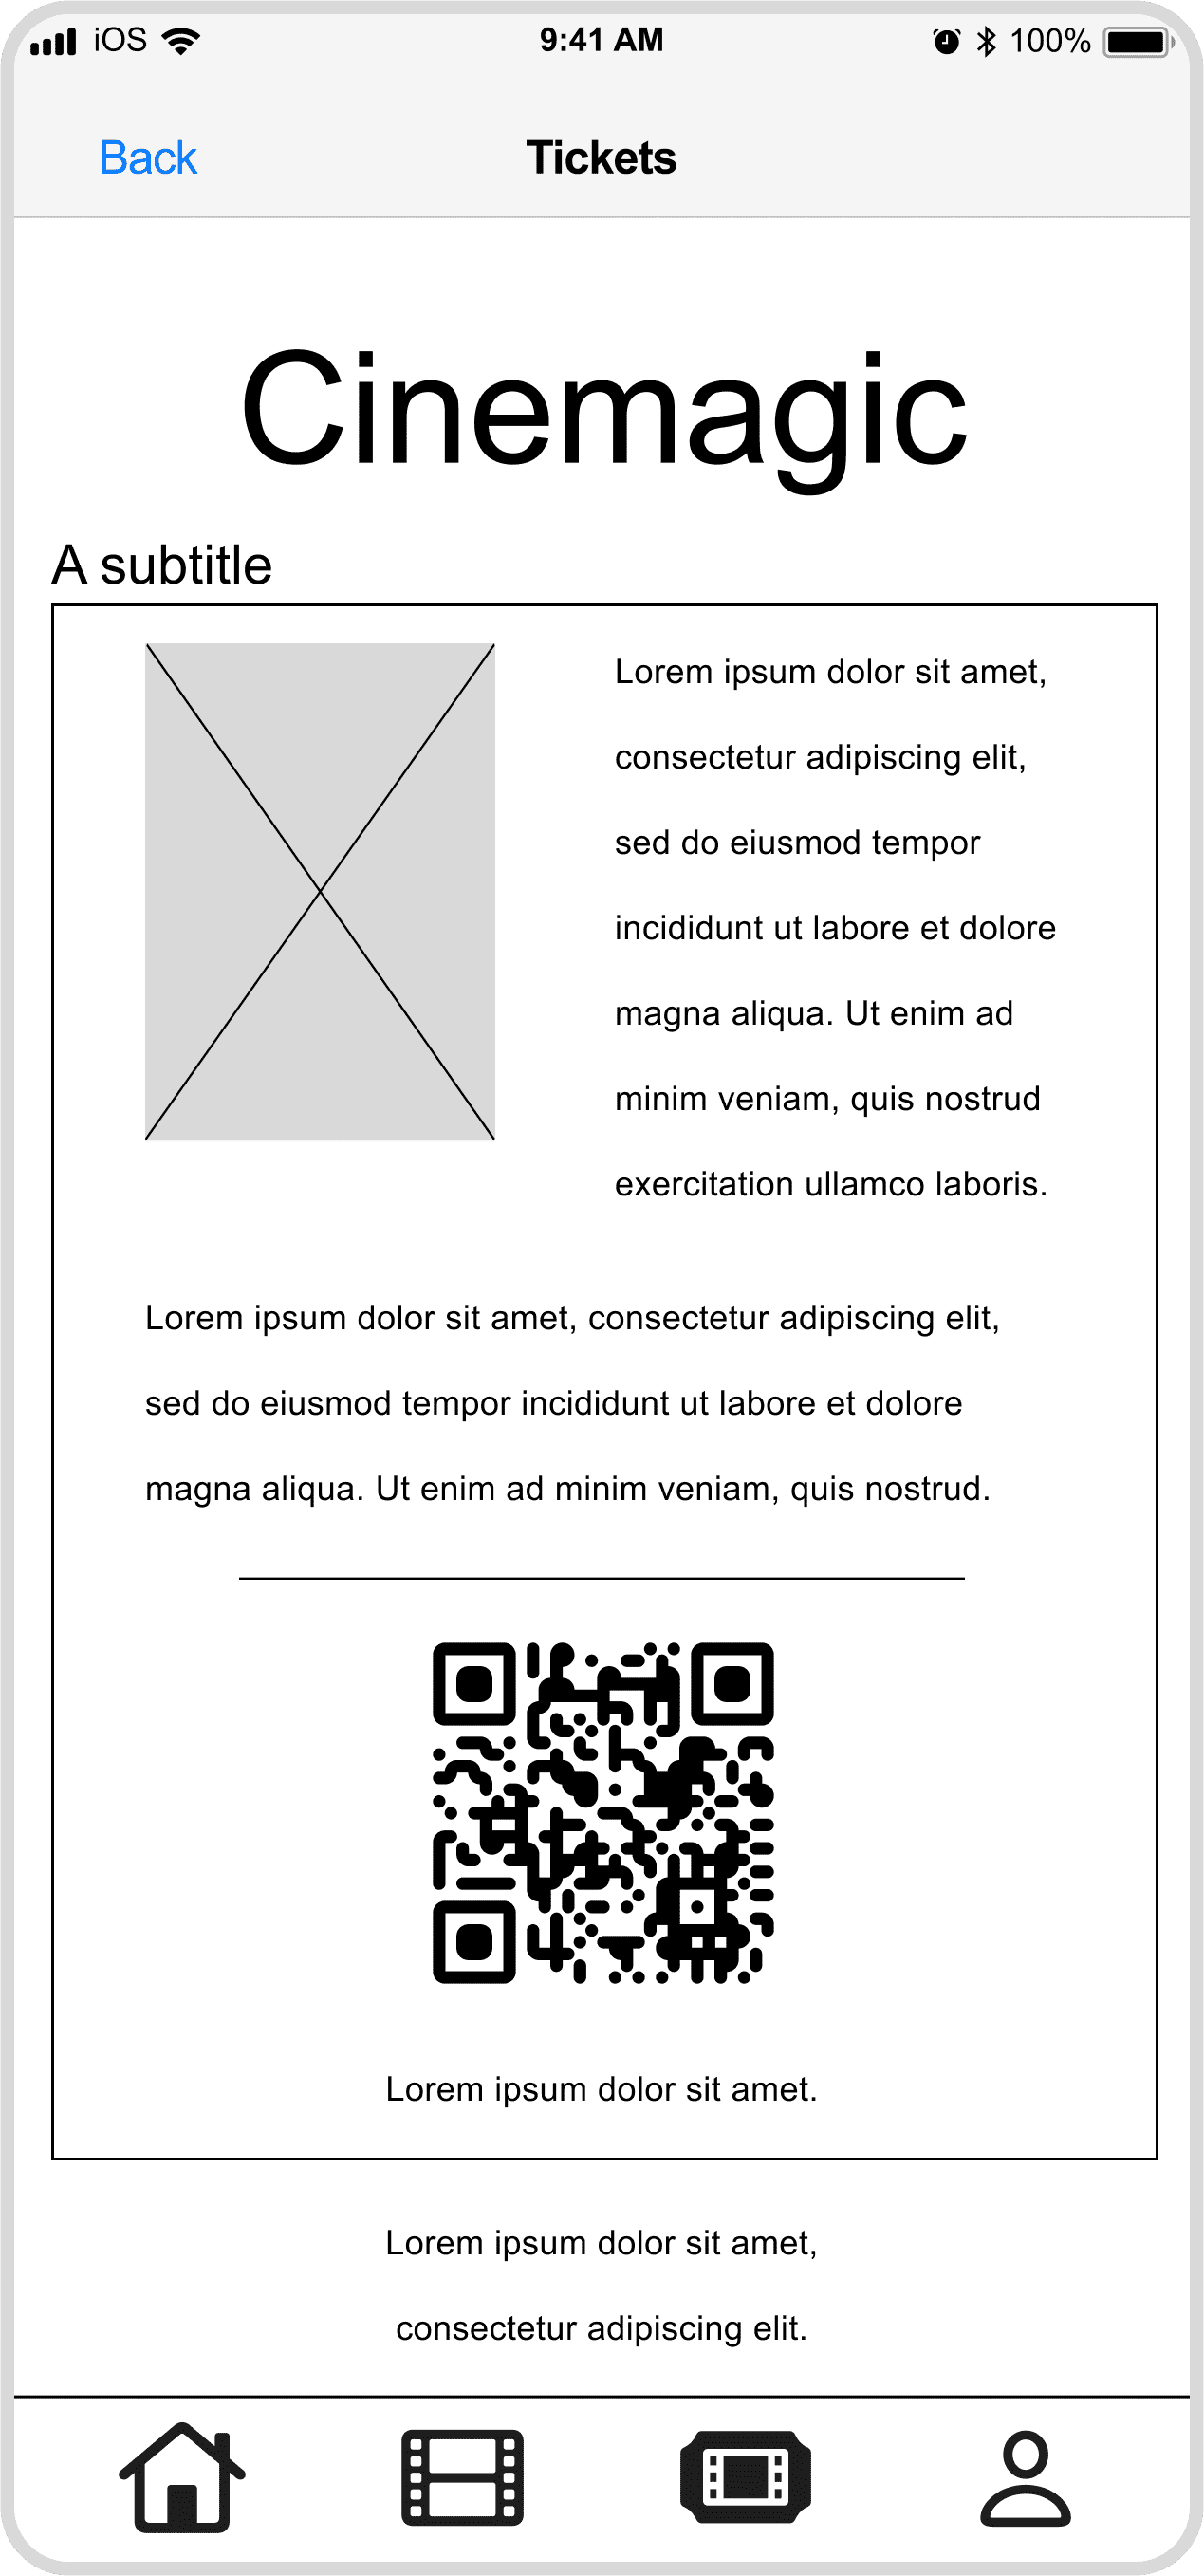 iOS 9:41 AM 100%
Back Tickets
Cinemagic
A subtitle
Lorem ipsum dolor sit amet,
consectetur adipiscing elit,
sed do eiusmod tempor
incididunt ut labore et dolore
magna aliqua. Ut enim ad
minim veniam, quis nostrud
exercitation ullamco laboris.
Lorem ipsum dolor sit amet, consectetur adipiscing elit,
sed do eiusmod tempor incididunt ut labore et dolore
magna aliqua. Ut enim ad minim veniam, quis nostrud.
Lorem ipsum dolor sit amet.
Lorem ipsum dolor sit amet,
consectetur adipiscing elit.